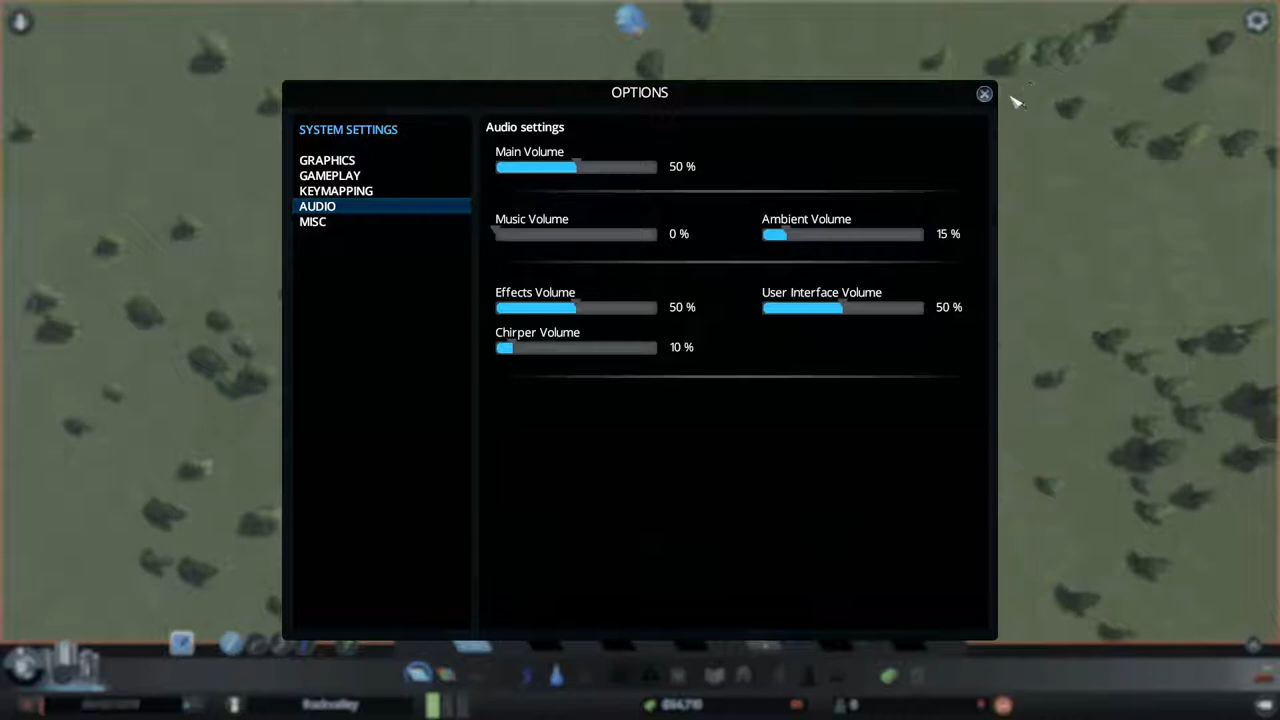 OPTIONS
SYSTEM SETTINGS
GRAPHICS
GAMEPLAY
KEYMAPPING
AUDIO
MISC
Audio settings
Main Volume
50 %
Music Volume
0 %
Ambient Volume
15 %
Effects Volume
50 %
User Interface Volume
50 %
Chirper Volume
10 %